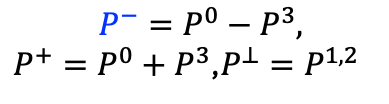 P⁻ = P⁰ − P³,
P⁺ = P⁰ + P³,P^⊥ = P^{1,2}